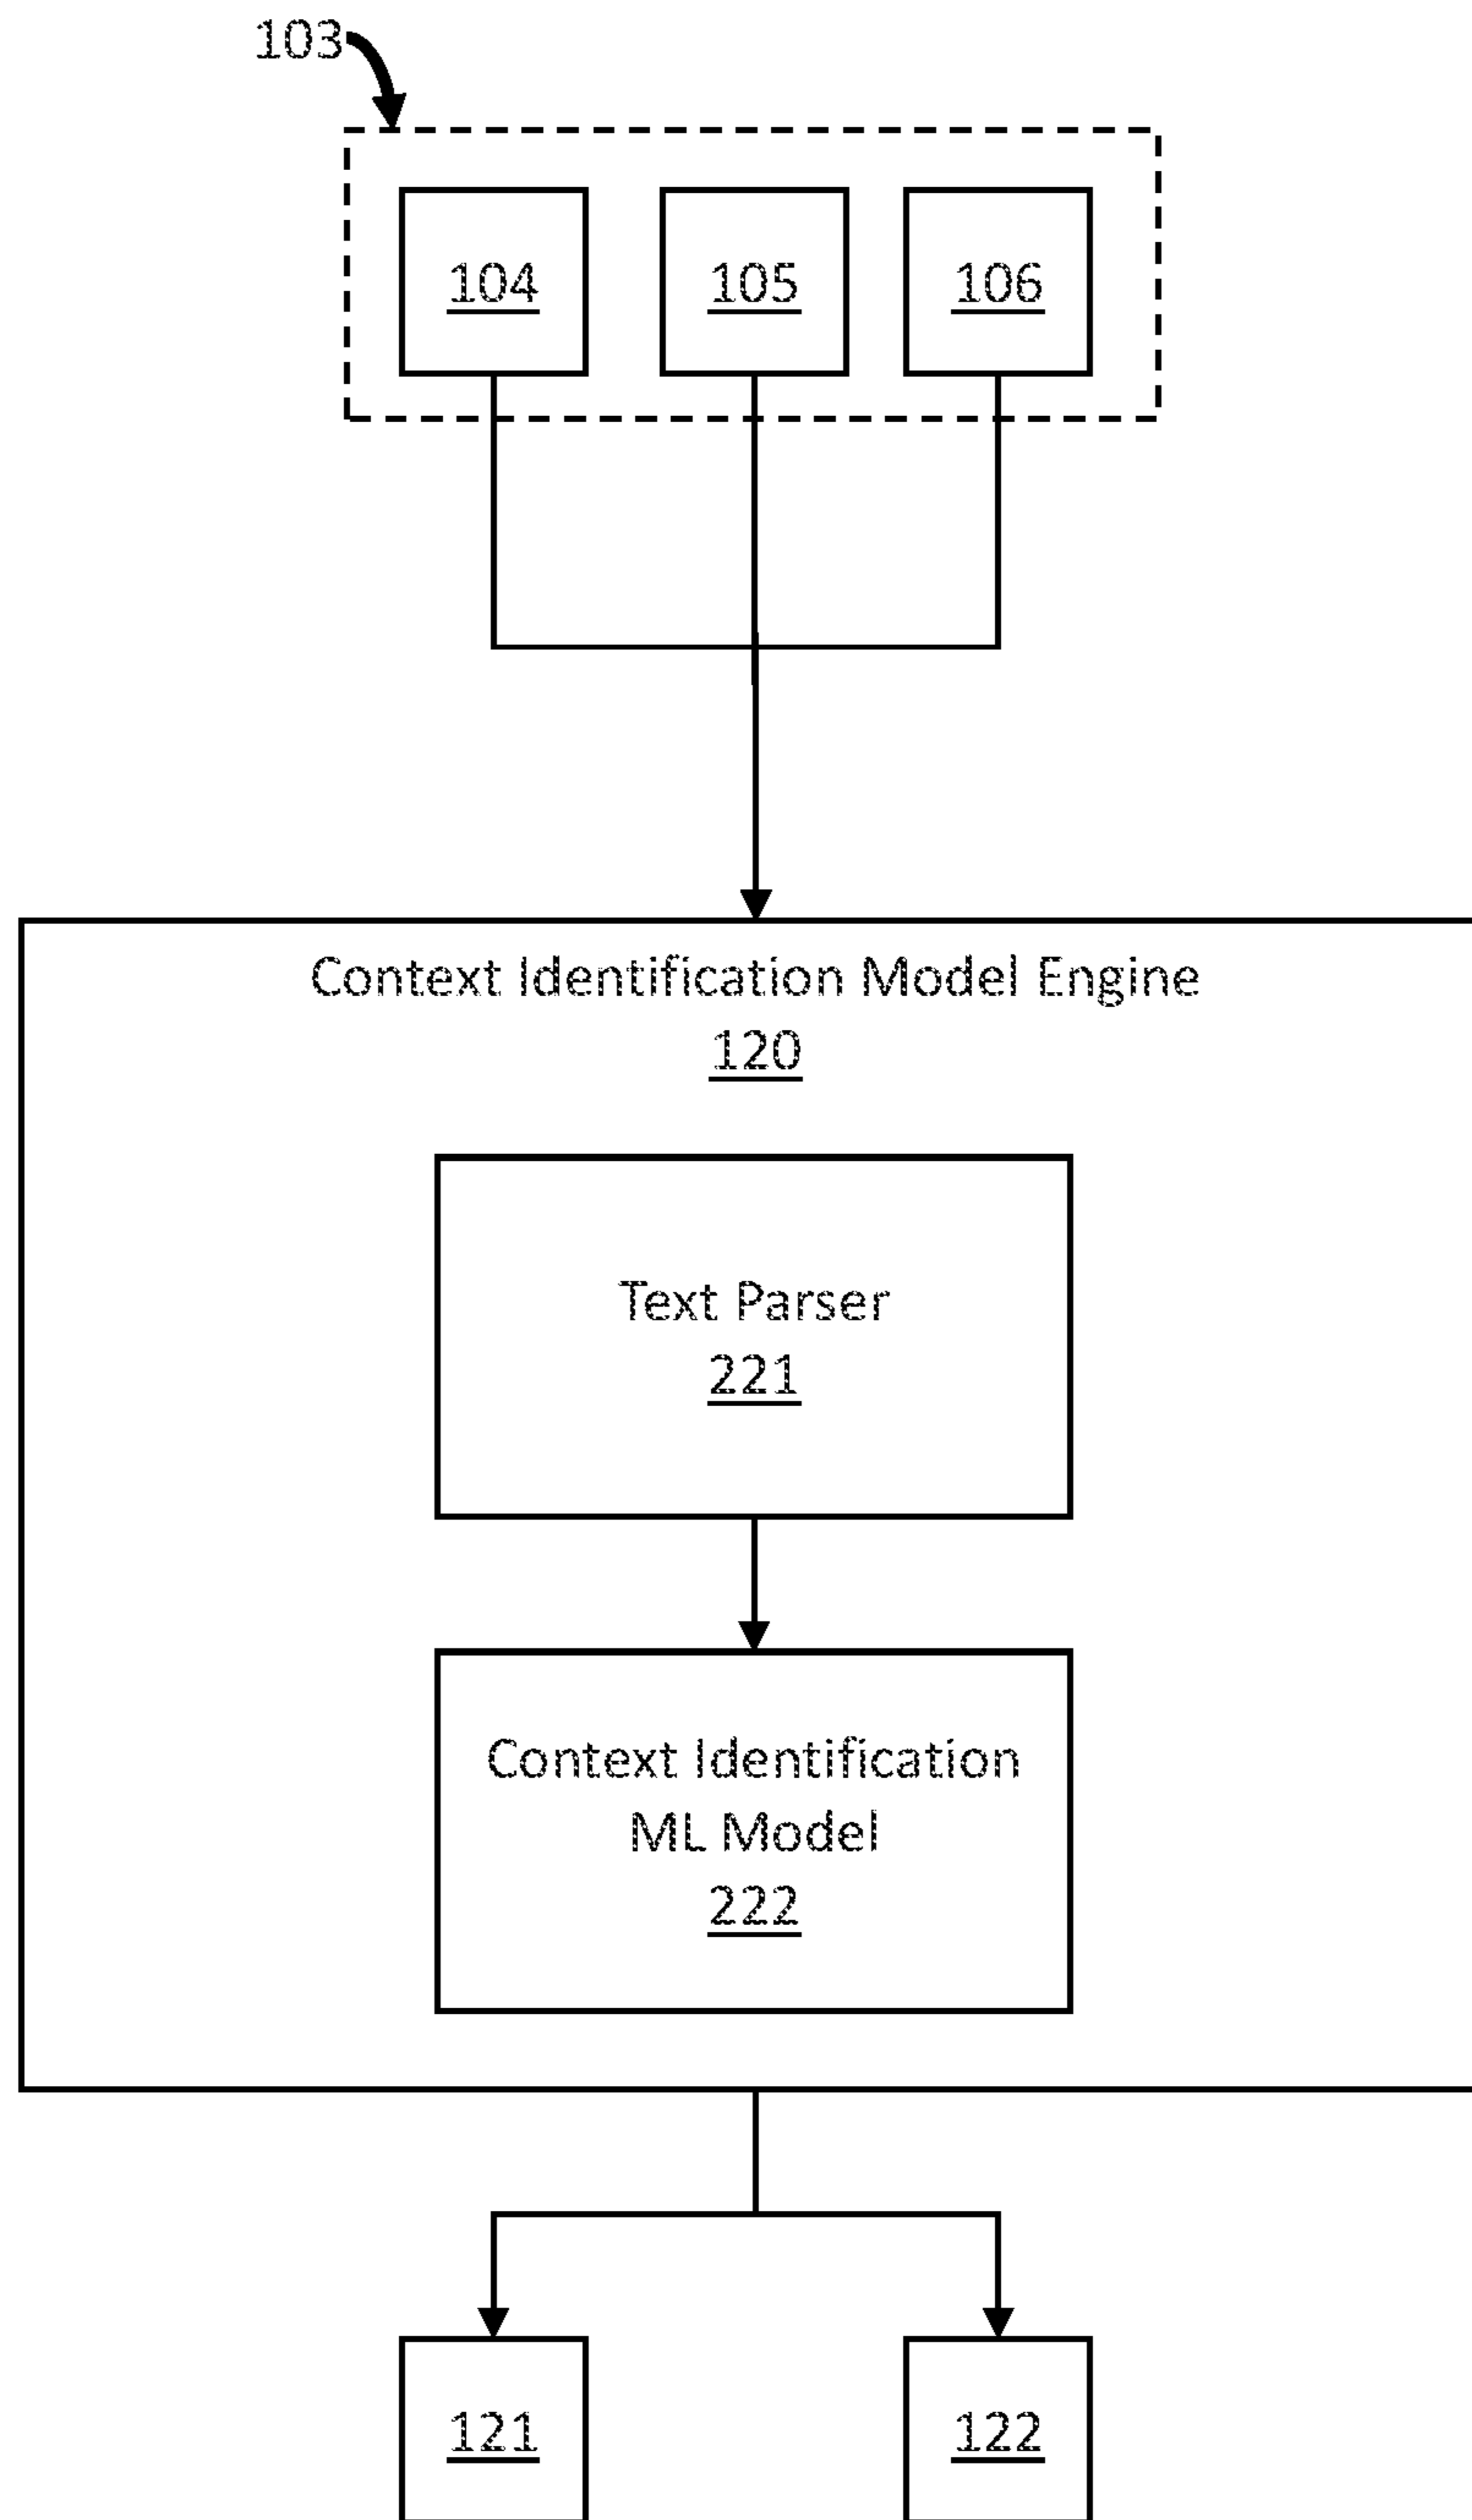 103
104 105 106
Context Identification Model Engine
120
Text Parser
221
Context Identification
ML Model
222
121 122